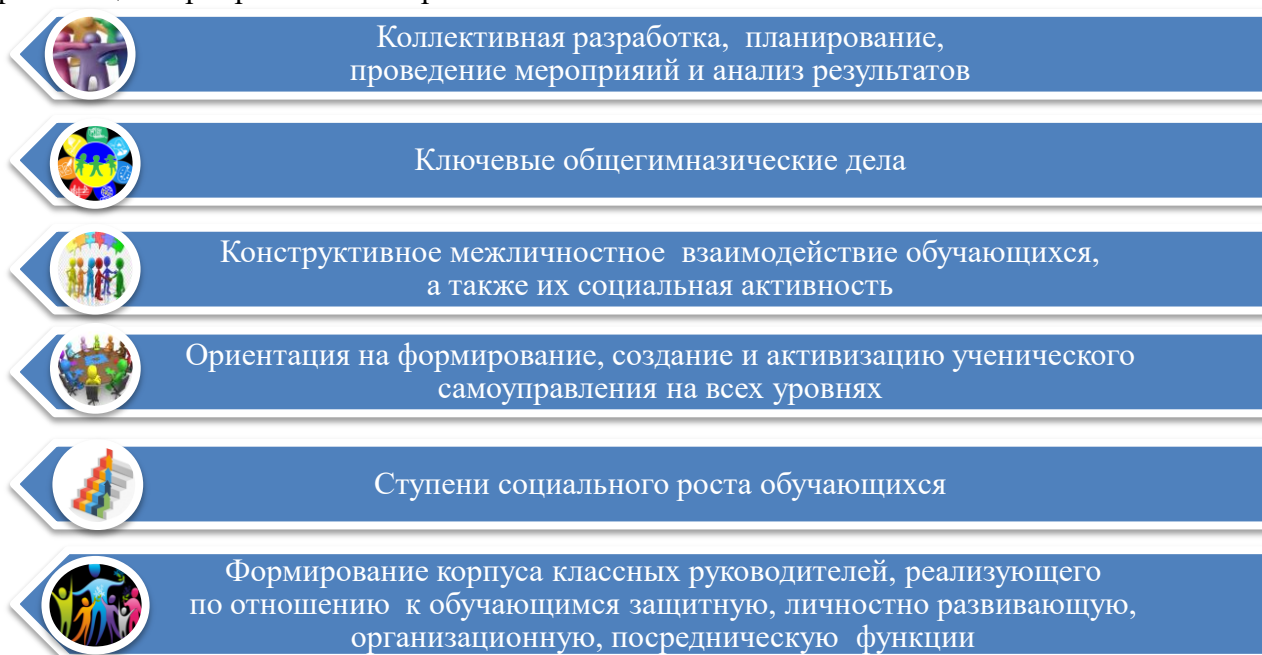 Коллективная разработка, планирование,
проведение мероприяий и анализ результатов
Ключевые общегимназические дела
Конструктивное межличностное взаимодействие обучающихся,
а также их социальная активность
Ориентация на формирование, создание и активизацию ученического
самоуправления на всех уровнях
Ступени социального роста обучающихся
Формирование корпуса классных руководителей, реализующего
по отношению к обучающимся защитную, личностно развивающую,
организационную, посредническую функции